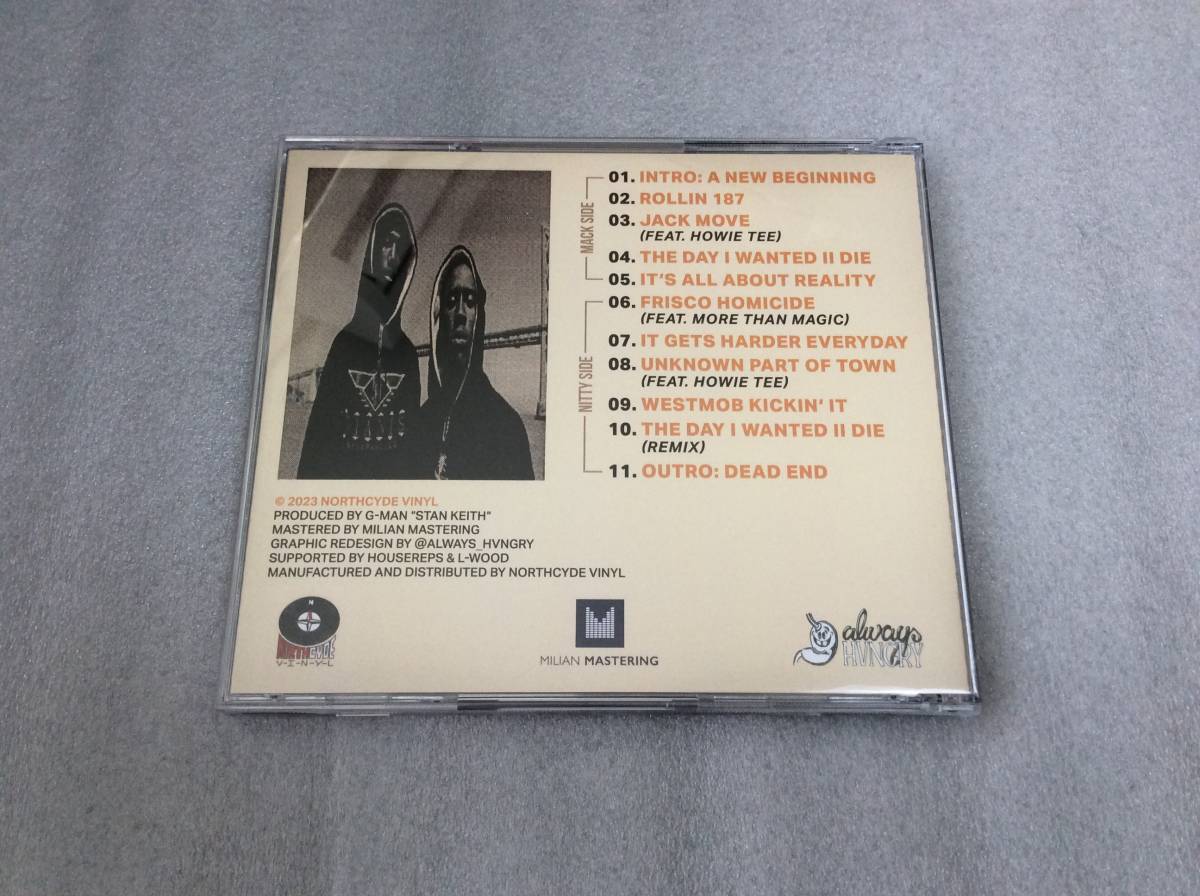 MACK SIDE
01. INTRO: A NEW BEGINNING
02. ROLLIN 187
03. JACK MOVE
(FEAT. HOWIE TEE)
04. THE DAY I WANTED II DIE
05. IT'S ALL ABOUT REALITY
NITTY SIDE
06. FRISCO HOMICIDE
(FEAT. MORE THAN MAGIC)
07. IT GETS HARDER EVERYDAY
08. UNKNOWN PART OF TOWN
(FEAT. HOWIE TEE)
09. WESTMOB KICKIN' IT
10. THE DAY I WANTED II DIE
(REMIX)
11. OUTRO: DEAD END
© 2023 NORTHCYDE VINYL
PRODUCED BY G-MAN "STAN KEITH"
MASTERED BY MILIAN MASTERING
GRAPHIC REDESIGN BY @ALWAYS_HVNGRY
SUPPORTED BY HOUSEREPS & L-WOOD
MANUFACTURED AND DISTRIBUTED BY NORTHCYDE VINYL
N
NORTHCYDE
V-I-N-Y-L
MILIAN MASTERING
always
HVNGRY